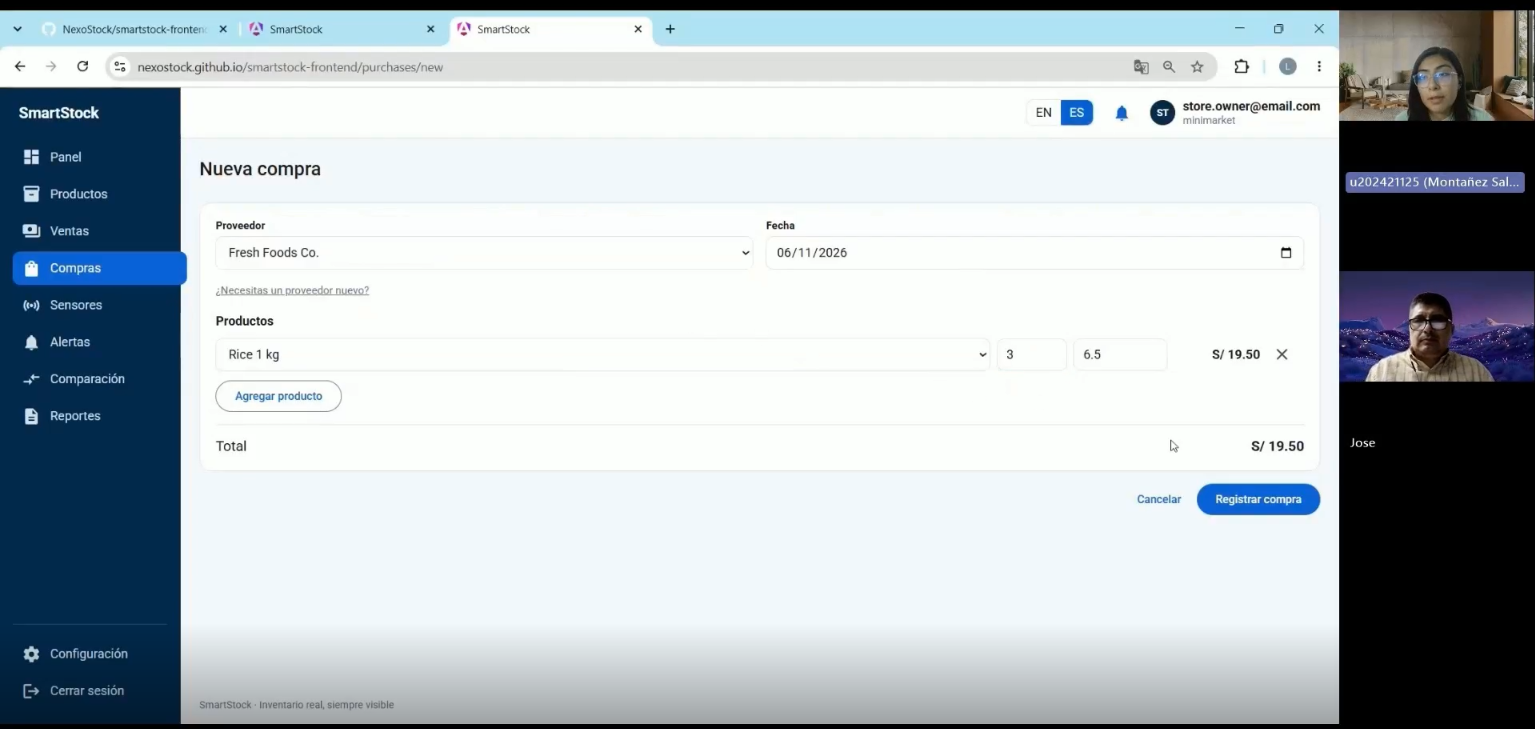 NexoStock/smartstock-fronten
SmartStock
SmartStock
nexostock.github.io/smartstock-frontend/purchases/new
SmartStock
EN
ES
ST
store.owner@email.com
minimarket
Panel
Productos
Ventas
Compras
Sensores
Alertas
Comparación
Reportes
Configuración
Cerrar sesión
Nueva compra
Proveedor
Fecha
Fresh Foods Co.
06/11/2026
¿Necesitas un proveedor nuevo?
Productos
Rice 1 kg
3
6.5
S/ 19.50
Agregar producto
Total
S/ 19.50
Cancelar
Registrar compra
SmartStock · Inventario real, siempre visible
L
u202421125 (Montañez Sal...
Jose